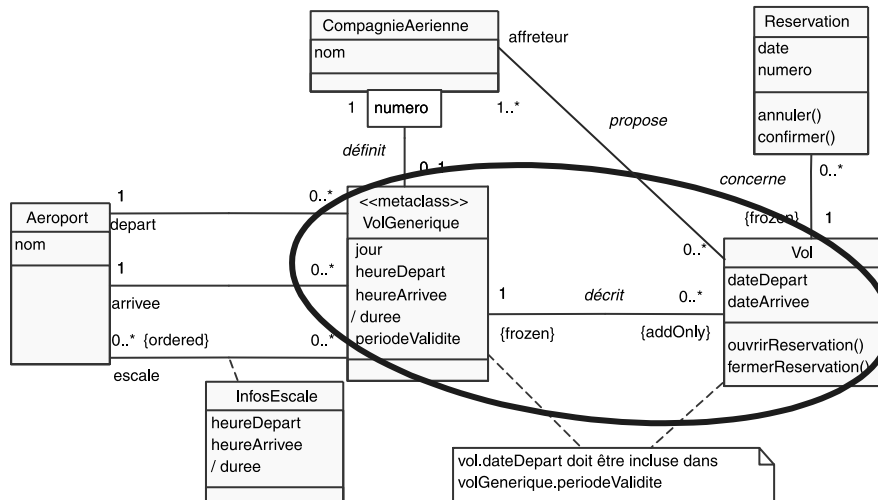 CompagnieAerienne
nom
affreteur
Reservation
date
numero
annuler()
confirmer()
1
numero
1..*
propose
définit
0..1
concerne
0..*
Aeroport
nom
1
depart
0..*
<<metaclass>>
VolGenerique
jour
heureDepart
heureArrivee
/ duree
periodeValidite
{frozen}
1
0..*
Vol
dateDepart
dateArrivee
ouvrirReservation()
fermerReservation()
1
arrivee
0..*
1
décrit
0..*
{frozen}
{addOnly}
0..*
{ordered}
0..*
escale
InfosEscale
heureDepart
heureArrivee
/ duree
vol.dateDepart doit être incluse dans
volGenerique.periodeValidite